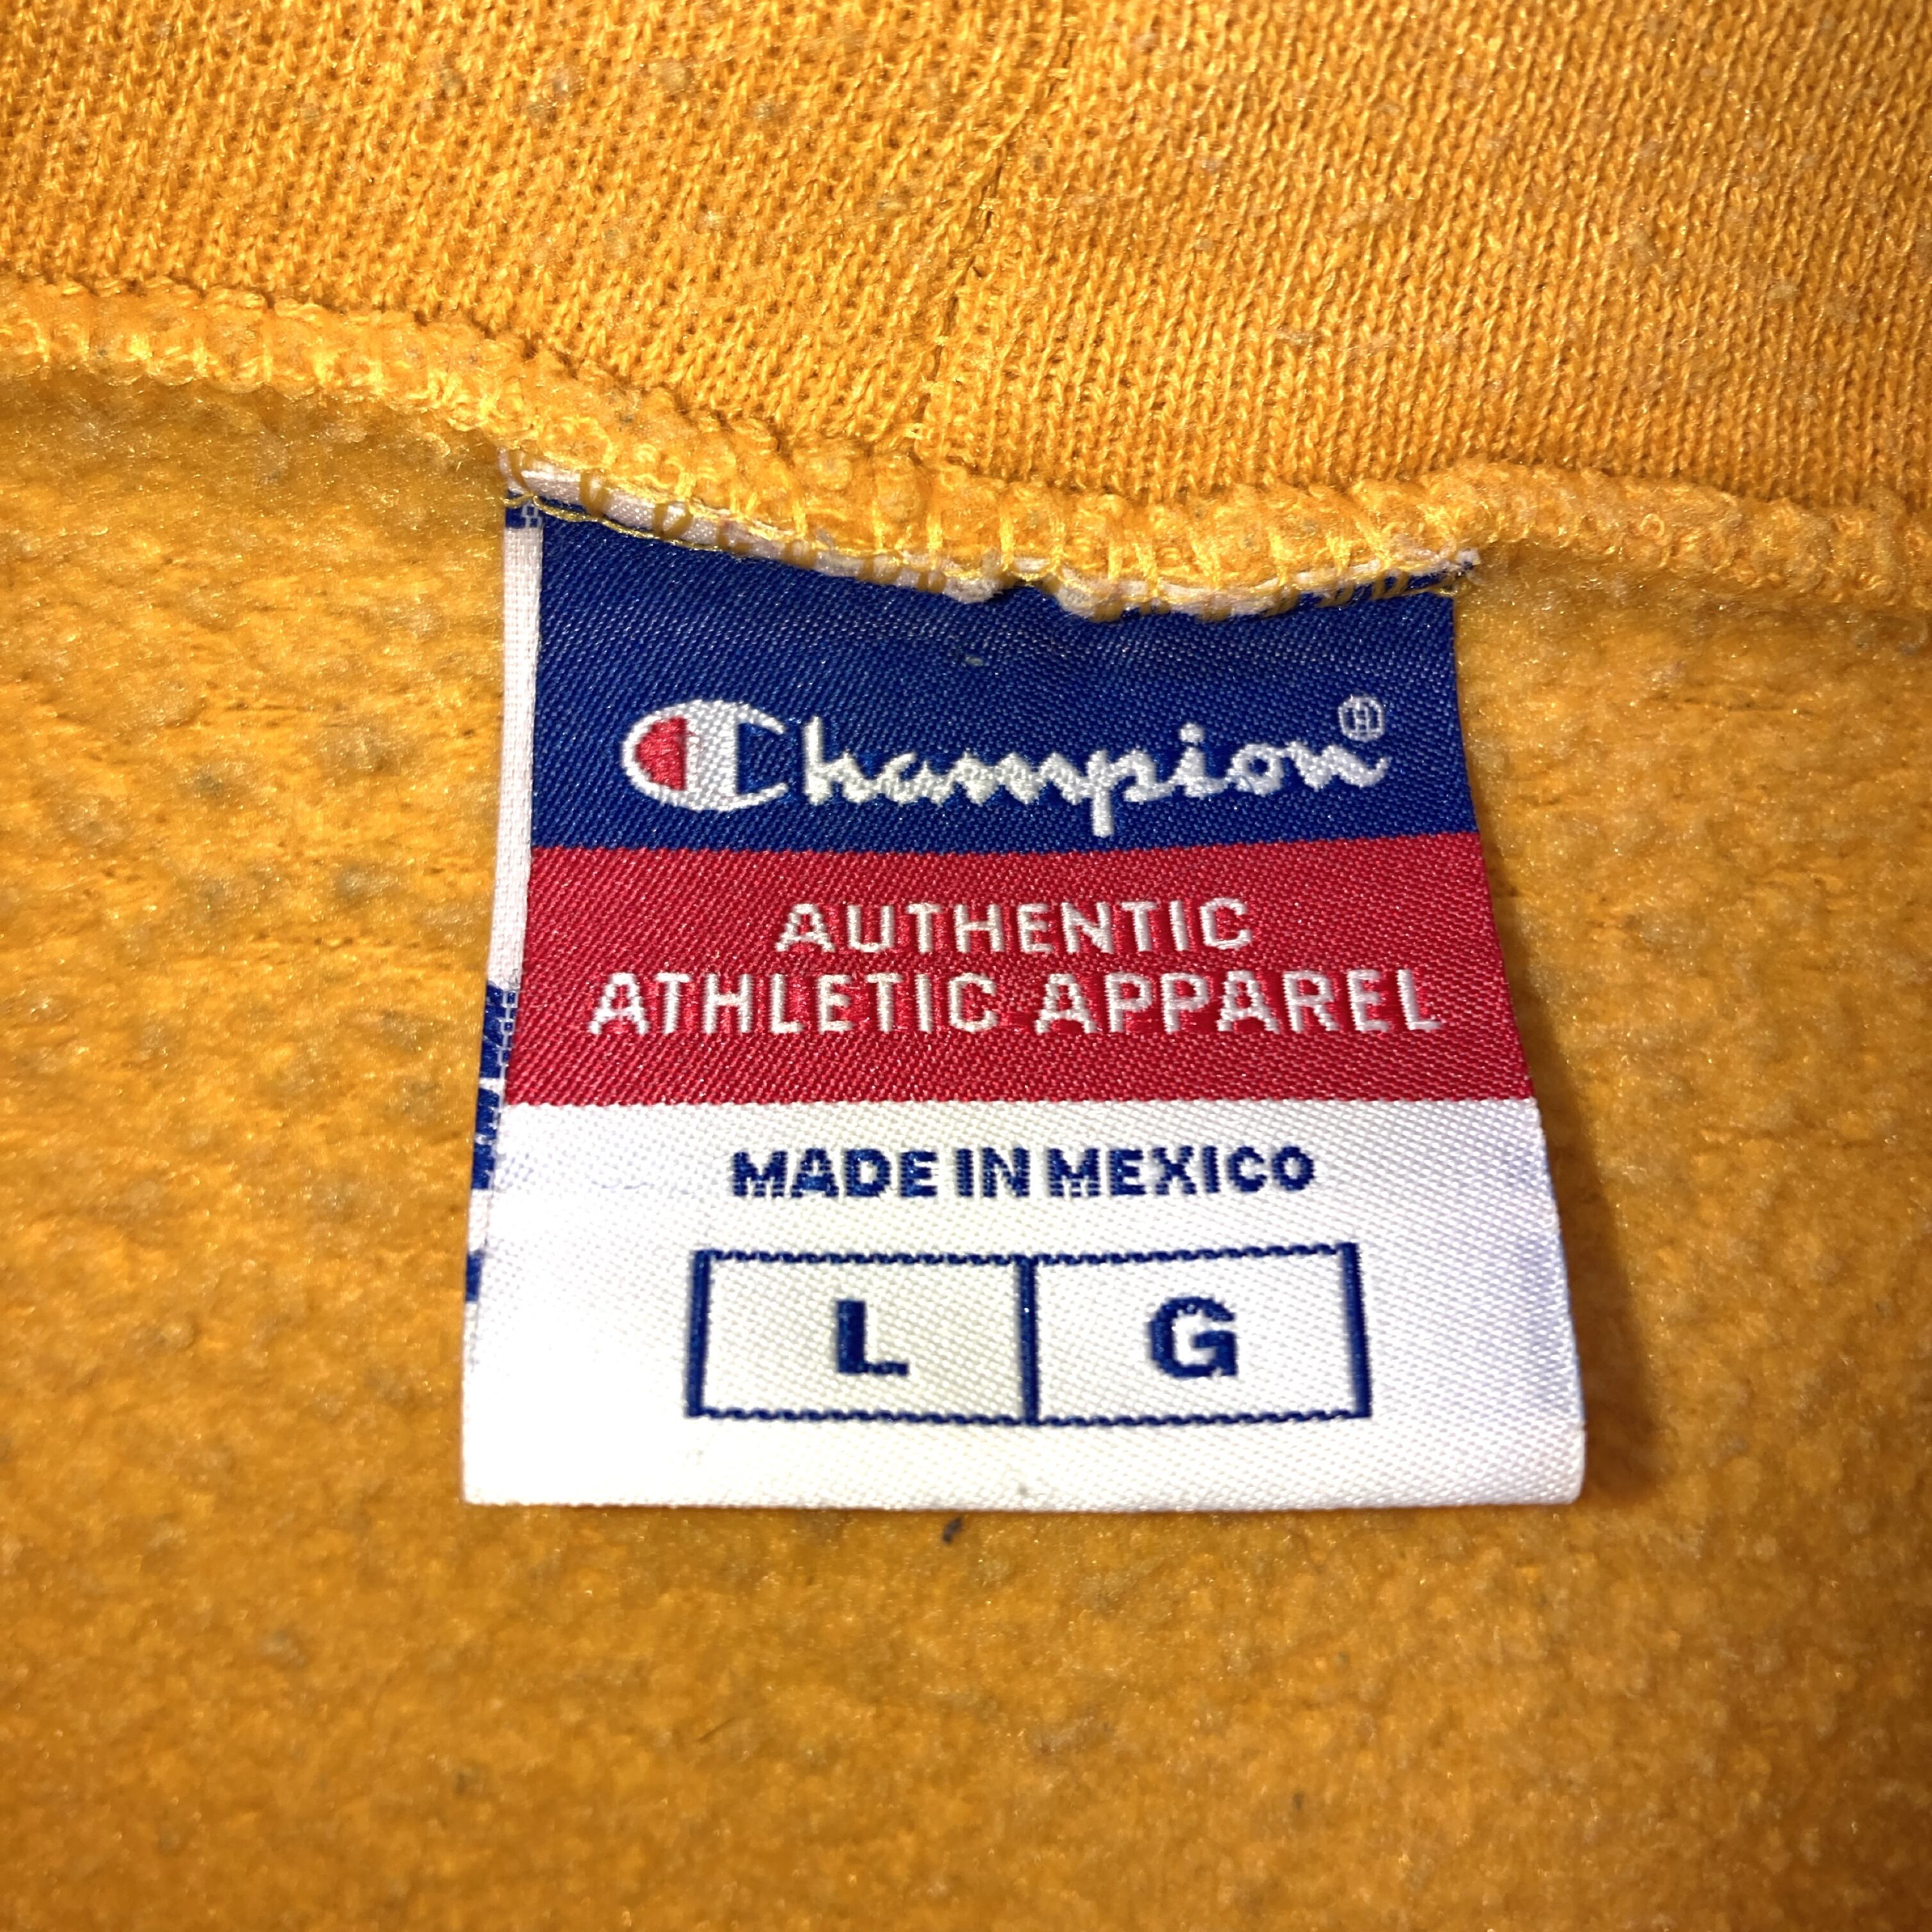 Champion®
AUTHENTIC
ATHLETIC APPAREL
MADE IN MEXICO
L G